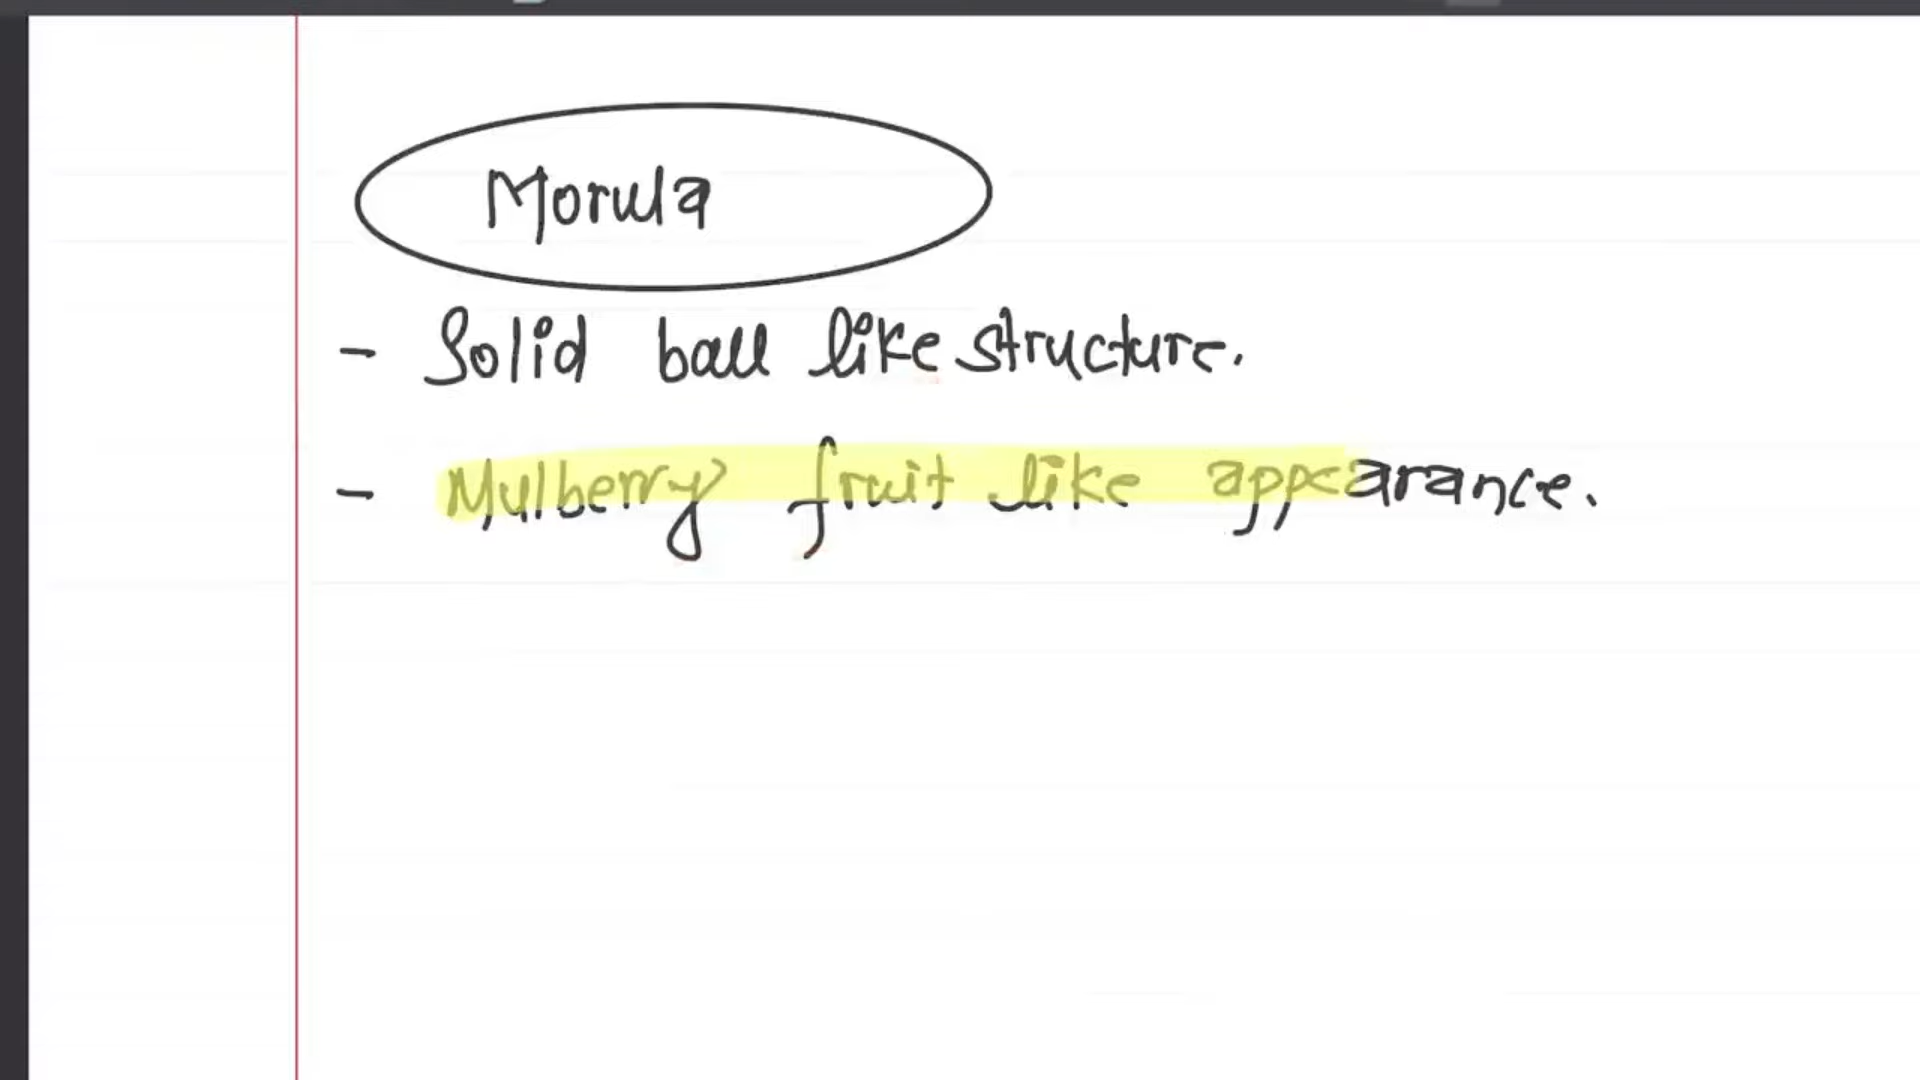 Morula
- Solid ball like structure.
- Mulberry fruit like appearance.